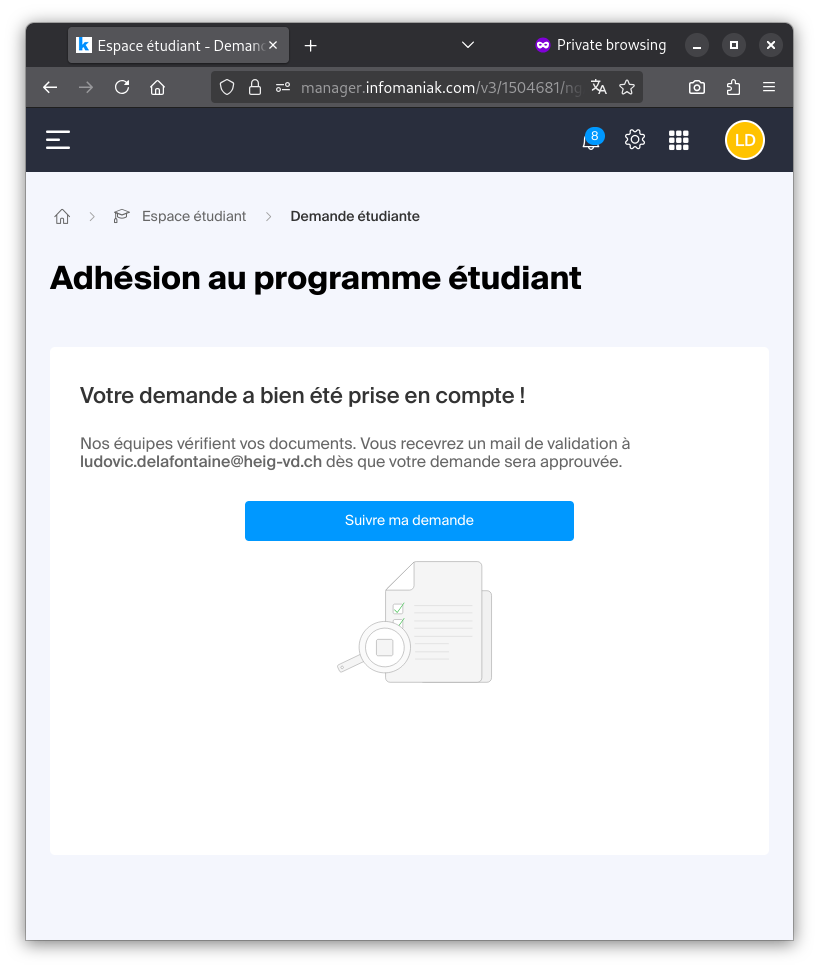 Espace étudiant - Demand
Private browsing
manager.infomaniak.com/v3/1504681/ng
8
LD
Espace étudiant
Demande étudiante
Adhésion au programme étudiant
Votre demande a bien été prise en compte !
Nos équipes vérifient vos documents. Vous recevrez un mail de validation à
ludovic.delafontaine@heig-vd.ch dès que votre demande sera approuvée.
Suivre ma demande